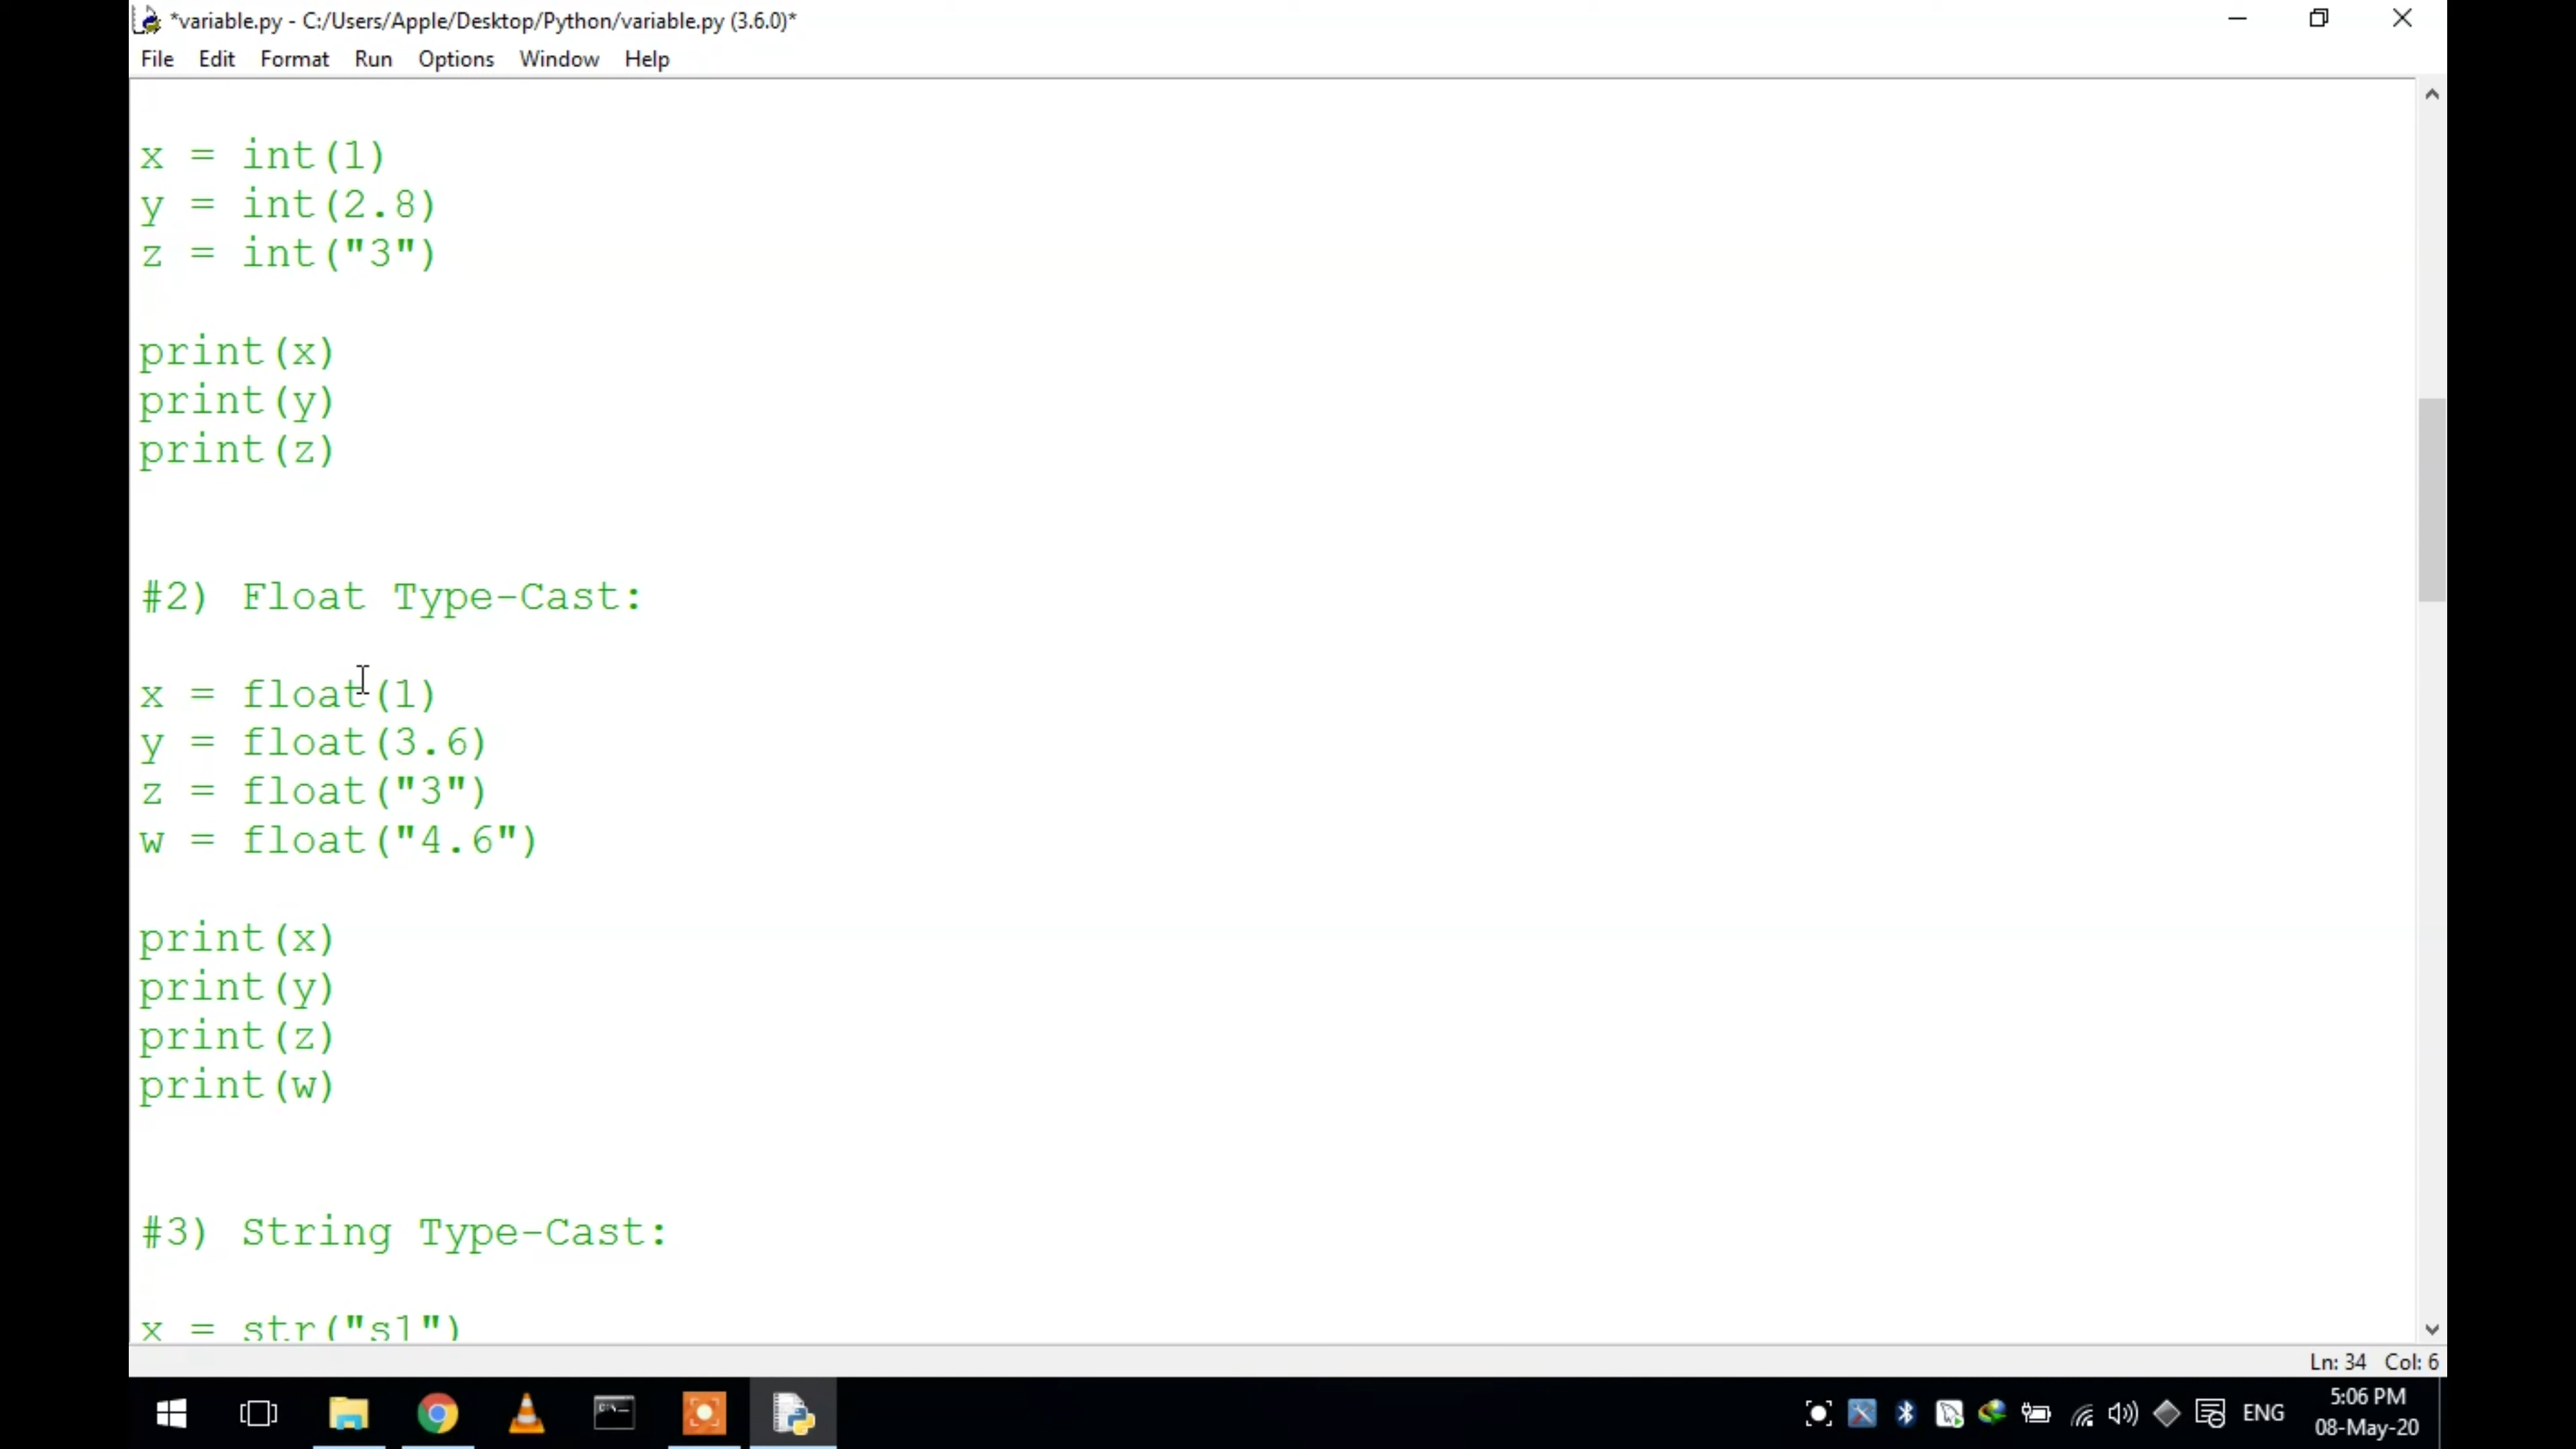 *variable.py - C:/Users/Apple/Desktop/Python/variable.py (3.6.0)*
File Edit Format Run Options Window Help
x = int(1)
y = int(2.8)
z = int("3")
print(x)
print(y)
print(z)
#2) Float Type-Cast:
x = float(1)
y = float(3.6)
z = float("3")
w = float("4.6")
print(x)
print(y)
print(z)
print(w)
#3) String Type-Cast:
x = str("s1")
Ln: 34 Col: 6
ENG
5:06 PM
08-May-20